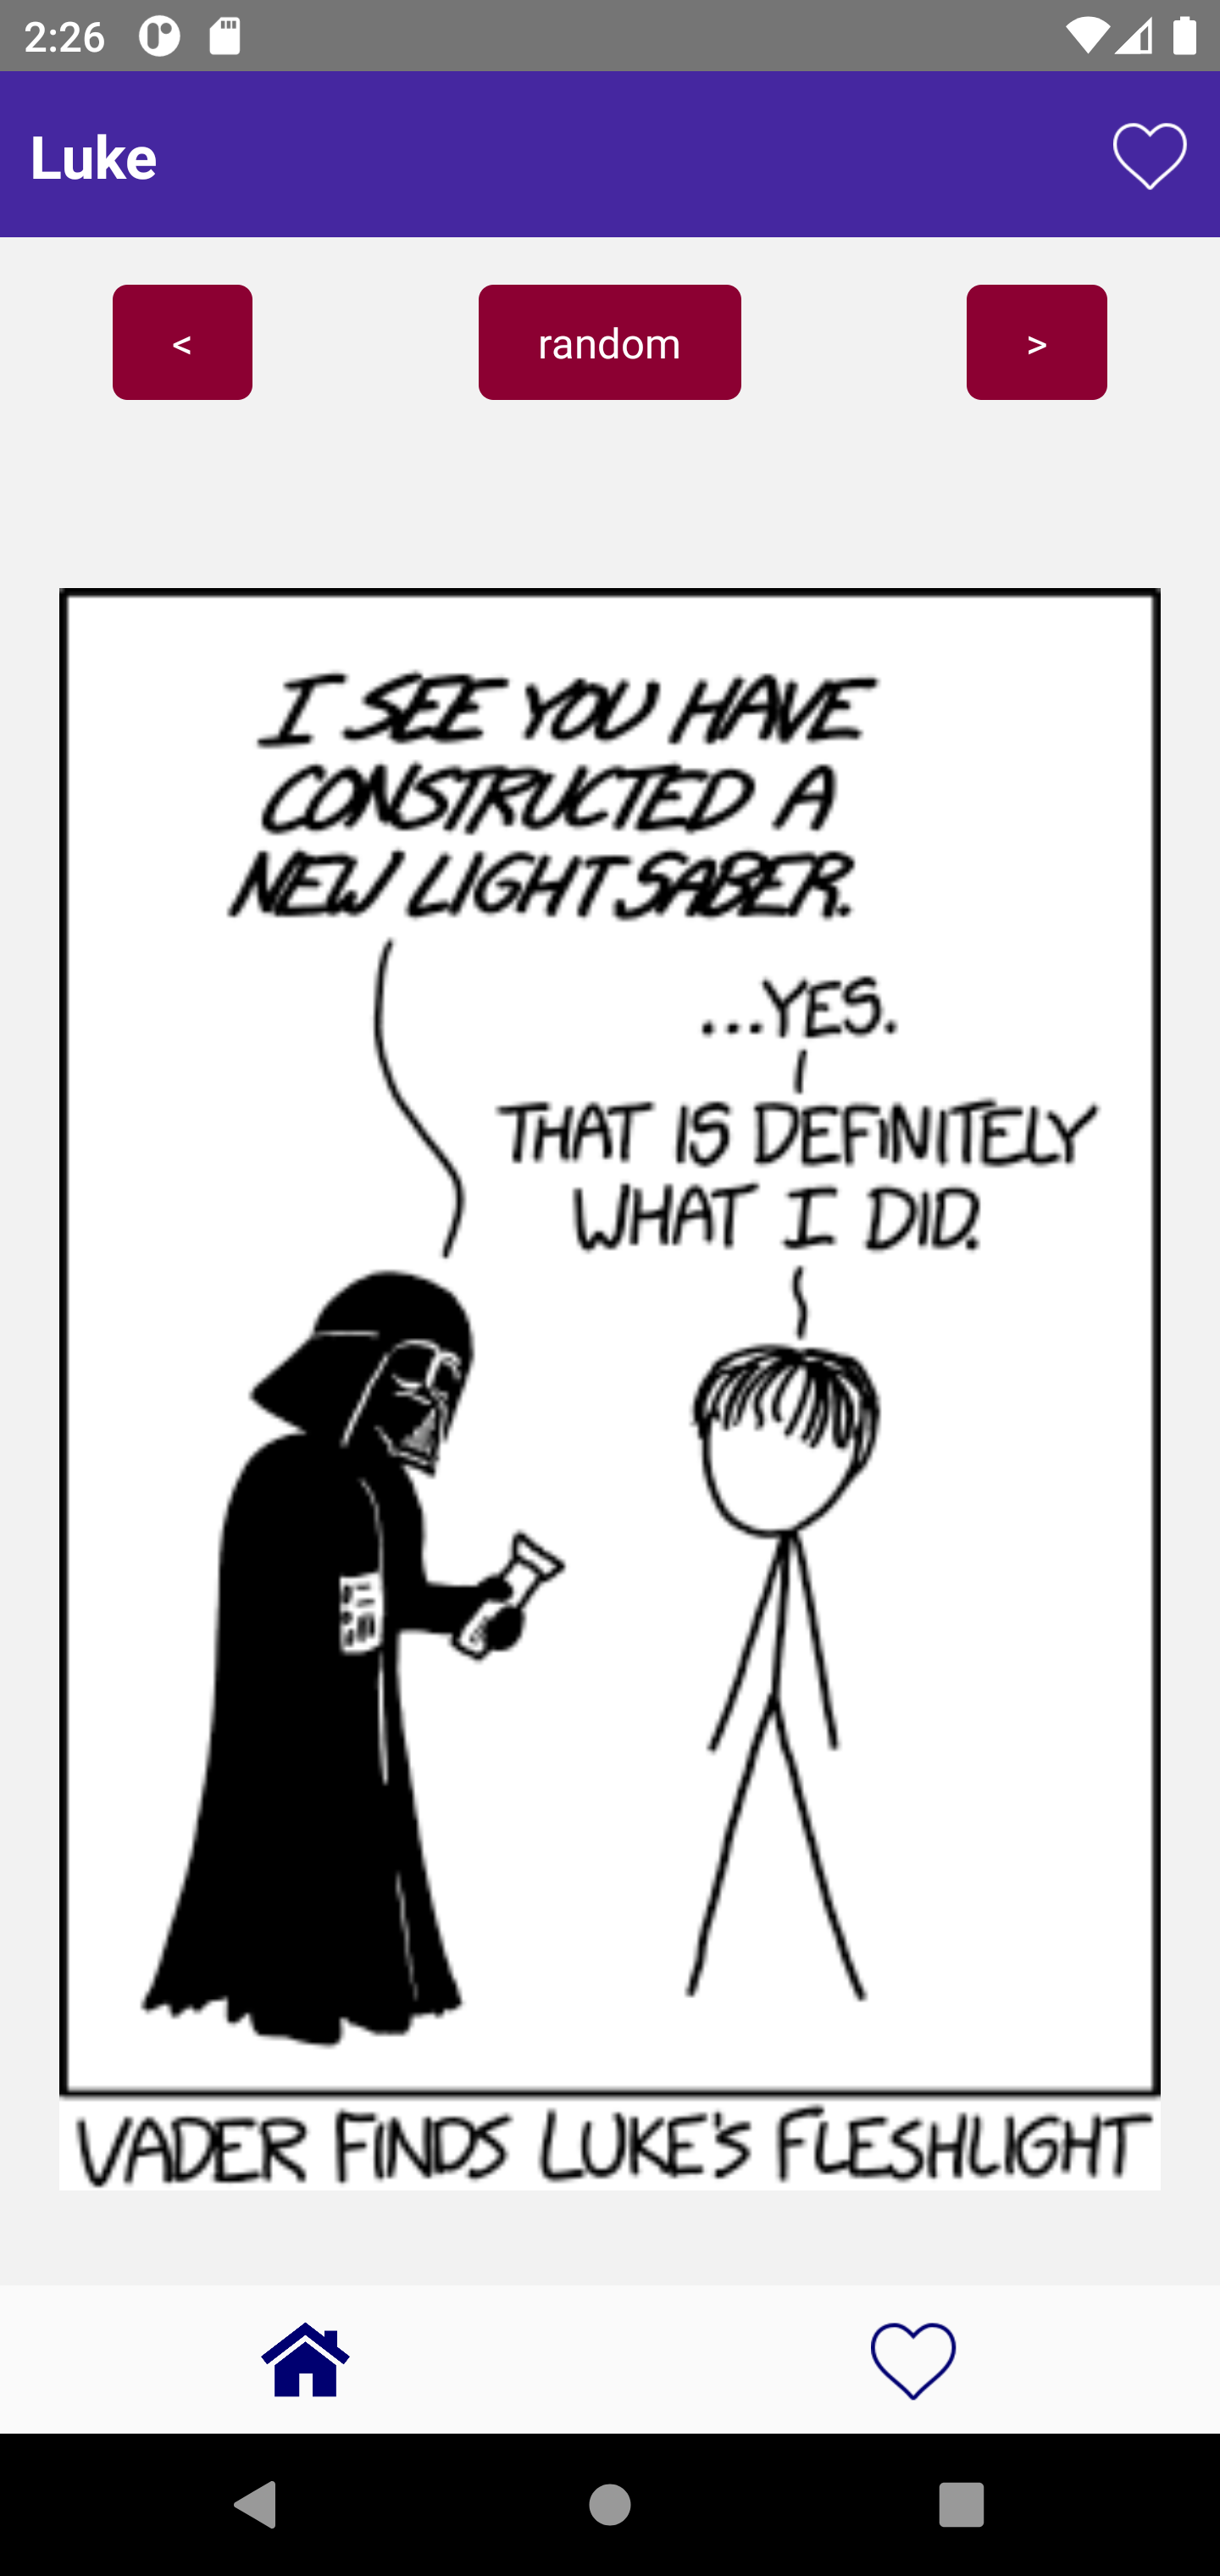 2:26
Luke
<
random
>
I SEE YOU HAVE
CONSTRUCTED A
NEW LIGHTSABER.
...YES.
THAT IS DEFINITELY
WHAT I DID.
VADER FINDS LUKE'S FLESHLIGHT